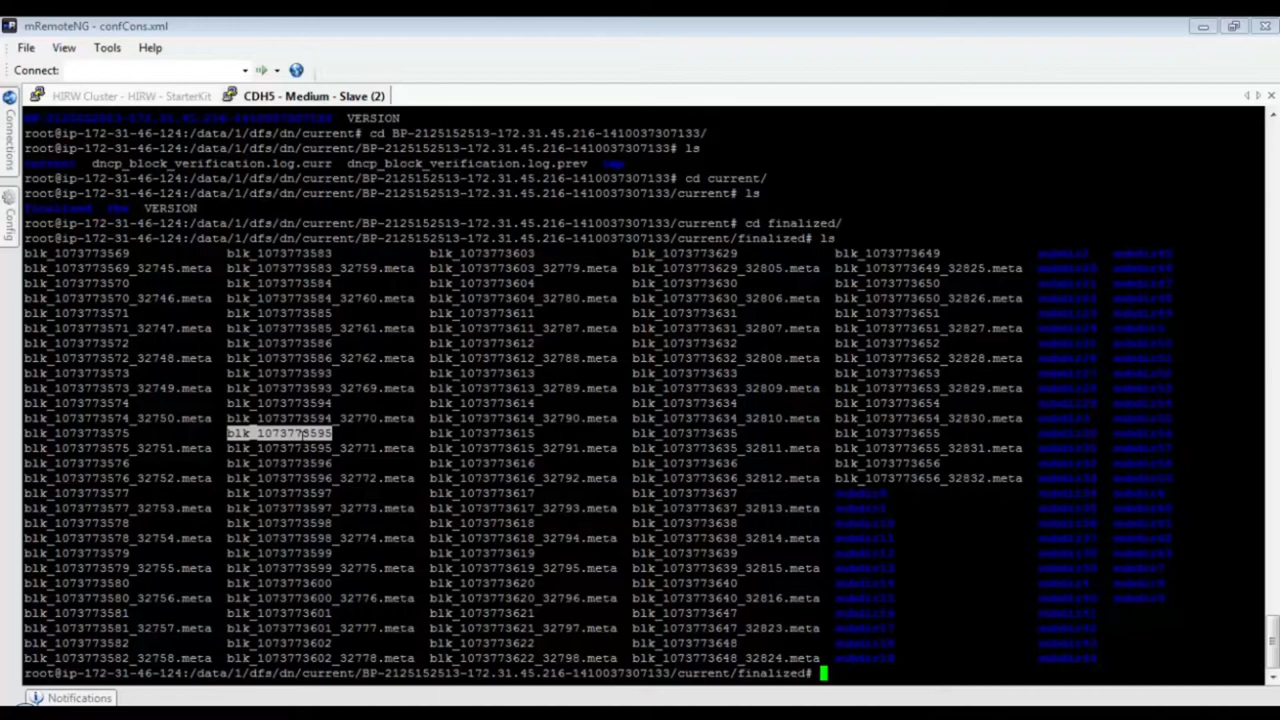 mRemoteNG - confCons.xml
File View Tools Help
Connect:
HIRW Cluster - HIRW - StarterKit CDH5 - Medium - Slave (2)
Connections
Config
VERSION
root@ip-172-31-46-124:/data/1/dfs/dn/current# cd BP-2125152513-172.31.45.216-1410037307133/
root@ip-172-31-46-124:/data/1/dfs/dn/current/BP-2125152513-172.31.45.216-1410037307133# ls
current dncp_block_verification.log.curr dncp_block_verification.log.prev tmp
root@ip-172-31-46-124:/data/1/dfs/dn/current/BP-2125152513-172.31.45.216-1410037307133# cd current/
root@ip-172-31-46-124:/data/1/dfs/dn/current/BP-2125152513-172.31.45.216-1410037307133/current# ls
finalized rbw VERSION
root@ip-172-31-46-124:/data/1/dfs/dn/current/BP-2125152513-172.31.45.216-1410037307133/current# cd finalized/
root@ip-172-31-46-124:/data/1/dfs/dn/current/BP-2125152513-172.31.45.216-1410037307133/current/finalized# ls
blk_1073773569 blk_1073773583 blk_1073773603 blk_1073773629 blk_1073773649
blk_1073773569_32745.meta blk_1073773583_32759.meta blk_1073773603_32779.meta blk_1073773629_32805.meta blk_1073773649_32825.meta
blk_1073773570 blk_1073773584 blk_1073773604 blk_1073773630 blk_1073773650
blk_1073773570_32746.meta blk_1073773584_32760.meta blk_1073773604_32780.meta blk_1073773630_32806.meta blk_1073773650_32826.meta
blk_1073773571 blk_1073773585 blk_1073773611 blk_1073773631 blk_1073773651
blk_1073773571_32747.meta blk_1073773585_32761.meta blk_1073773611_32787.meta blk_1073773631_32807.meta blk_1073773651_32827.meta
blk_1073773572 blk_1073773586 blk_1073773612 blk_1073773632 blk_1073773652
blk_1073773572_32748.meta blk_1073773586_32762.meta blk_1073773612_32788.meta blk_1073773632_32808.meta blk_1073773652_32828.meta
blk_1073773573 blk_1073773593 blk_1073773613 blk_1073773633 blk_1073773653
blk_1073773573_32749.meta blk_1073773593_32769.meta blk_1073773613_32789.meta blk_1073773633_32809.meta blk_1073773653_32829.meta
blk_1073773574 blk_1073773594 blk_1073773614 blk_1073773634 blk_1073773654
blk_1073773574_32750.meta blk_1073773594_32770.meta blk_1073773614_32790.meta blk_1073773634_32810.meta blk_1073773654_32830.meta
blk_1073773575 blk_1073773595 blk_1073773615 blk_1073773635 blk_1073773655
blk_1073773575_32751.meta blk_1073773595_32771.meta blk_1073773615_32791.meta blk_1073773635_32811.meta blk_1073773655_32831.meta
blk_1073773576 blk_1073773596 blk_1073773616 blk_1073773636 blk_1073773656
blk_1073773576_32752.meta blk_1073773596_32772.meta blk_1073773616_32792.meta blk_1073773636_32812.meta blk_1073773656_32832.meta
blk_1073773577 blk_1073773597 blk_1073773617 blk_1073773637
blk_1073773577_32753.meta blk_1073773597_32773.meta blk_1073773617_32793.meta blk_1073773637_32813.meta
blk_1073773578 blk_1073773598 blk_1073773618 blk_1073773638
blk_1073773578_32754.meta blk_1073773598_32774.meta blk_1073773618_32794.meta blk_1073773638_32814.meta
blk_1073773579 blk_1073773599 blk_1073773619 blk_1073773639
blk_1073773579_32755.meta blk_1073773599_32775.meta blk_1073773619_32795.meta blk_1073773639_32815.meta
blk_1073773580 blk_1073773600 blk_1073773620 blk_1073773640
blk_1073773580_32756.meta blk_1073773600_32776.meta blk_1073773620_32796.meta blk_1073773640_32816.meta
blk_1073773581 blk_1073773601 blk_1073773621 blk_1073773647
blk_1073773581_32757.meta blk_1073773601_32777.meta blk_1073773621_32797.meta blk_1073773647_32823.meta
blk_1073773582 blk_1073773602 blk_1073773622 blk_1073773648
blk_1073773582_32758.meta blk_1073773602_32778.meta blk_1073773622_32798.meta blk_1073773648_32824.meta
root@ip-172-31-46-124:/data/1/dfs/dn/current/BP-2125152513-172.31.45.216-1410037307133/current/finalized#
Notifications